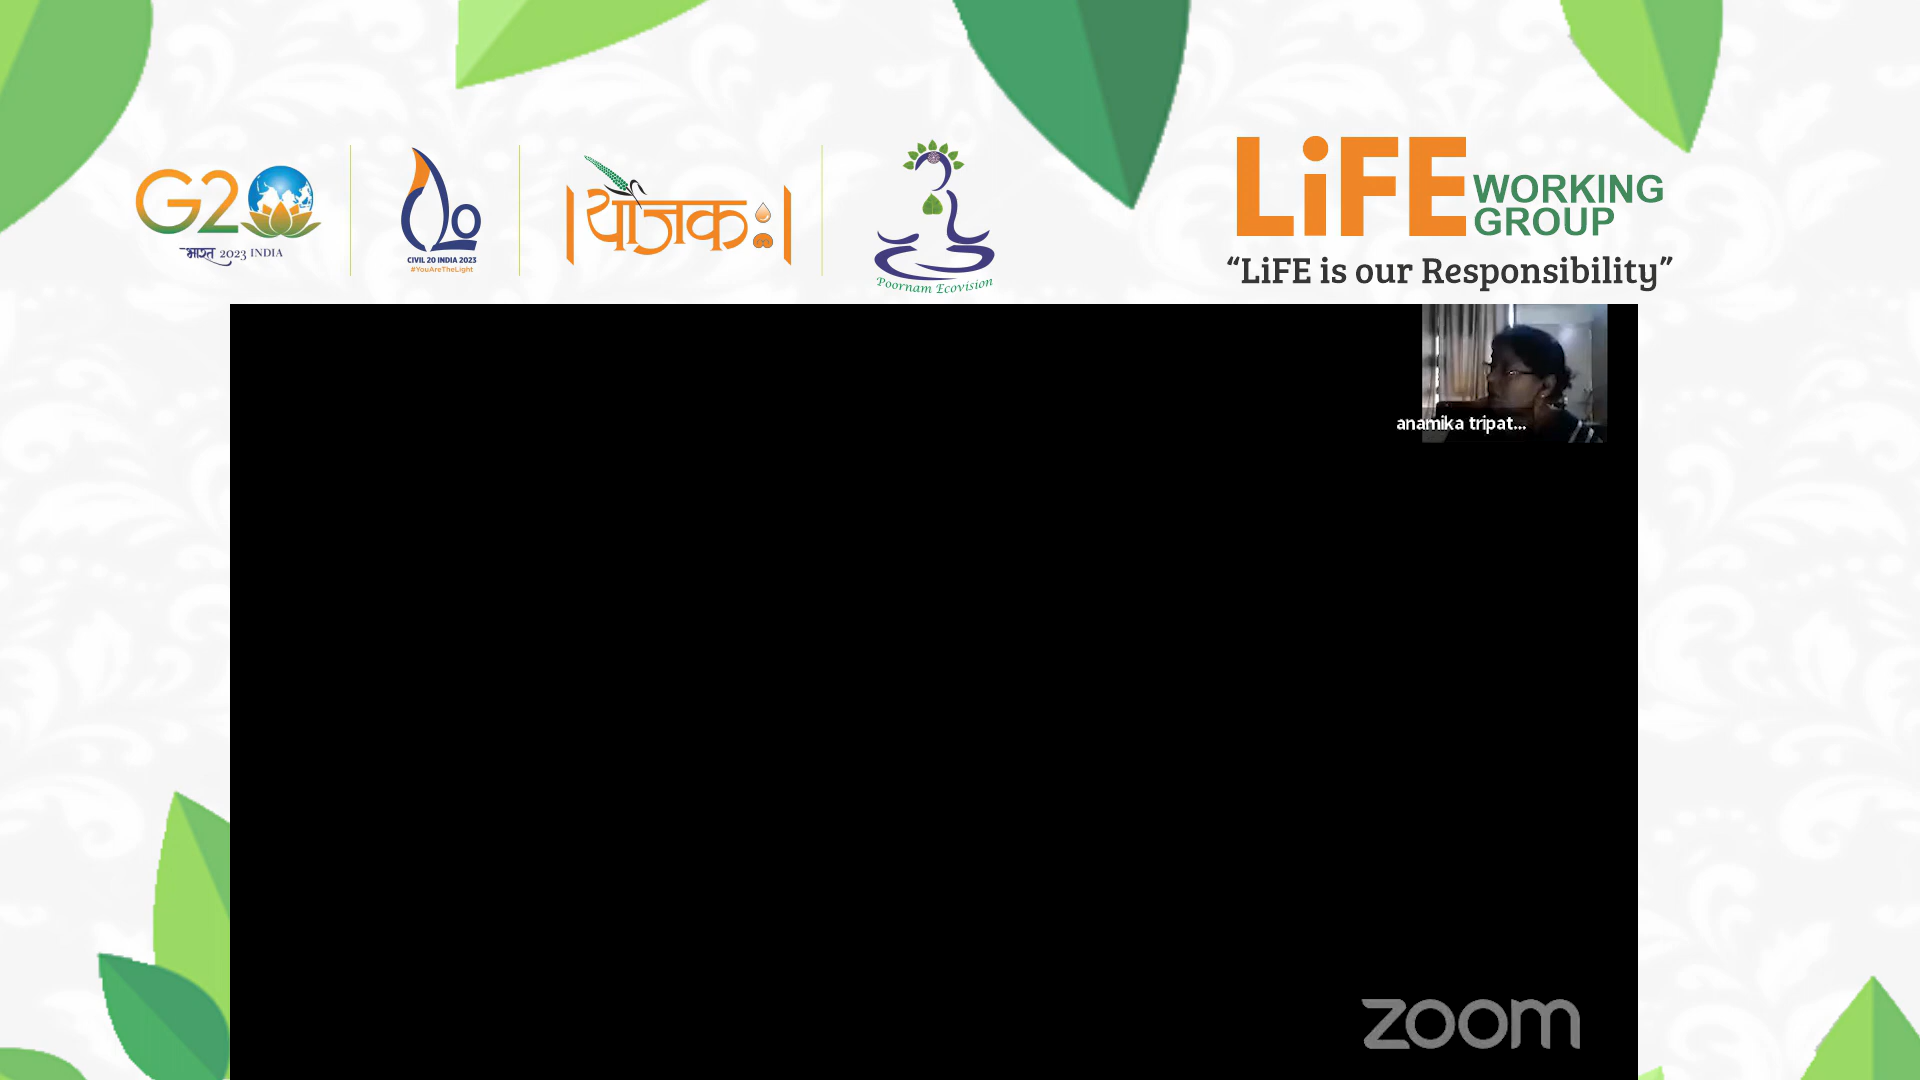 G20
भारत 2023 INDIA
CIVIL 20 INDIA 2023
#YouAreTheLight
।योजकः।
Poornam Ecovision
LiFE WORKING GROUP
“LiFE is our Responsibility”
anamika tripat...
zoom